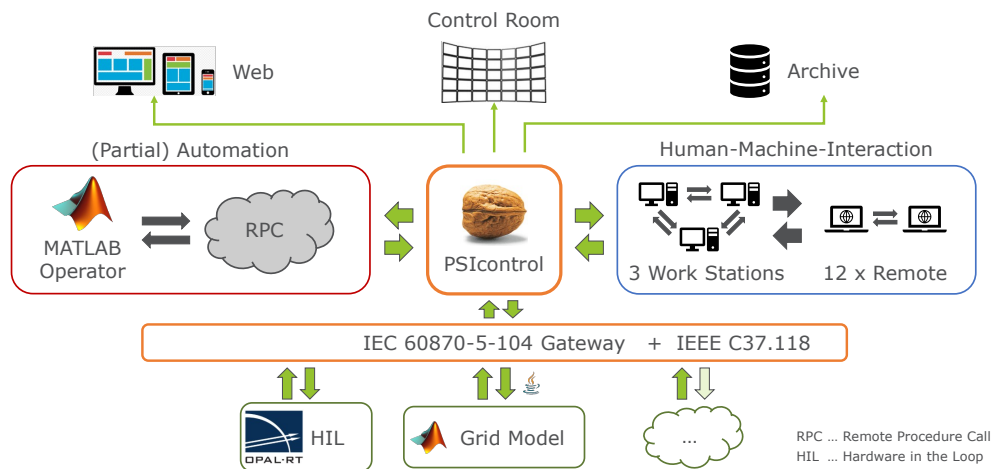 Control Room
Web
Archive
(Partial) Automation
Human-Machine-Interaction
MATLAB
Operator
RPC
PSIcontrol
3 Work Stations
12 x Remote
IEC 60870-5-104 Gateway + IEEE C37.118
OPAL-RT
HIL
Grid Model
...
RPC ... Remote Procedure Call
HIL ... Hardware in the Loop